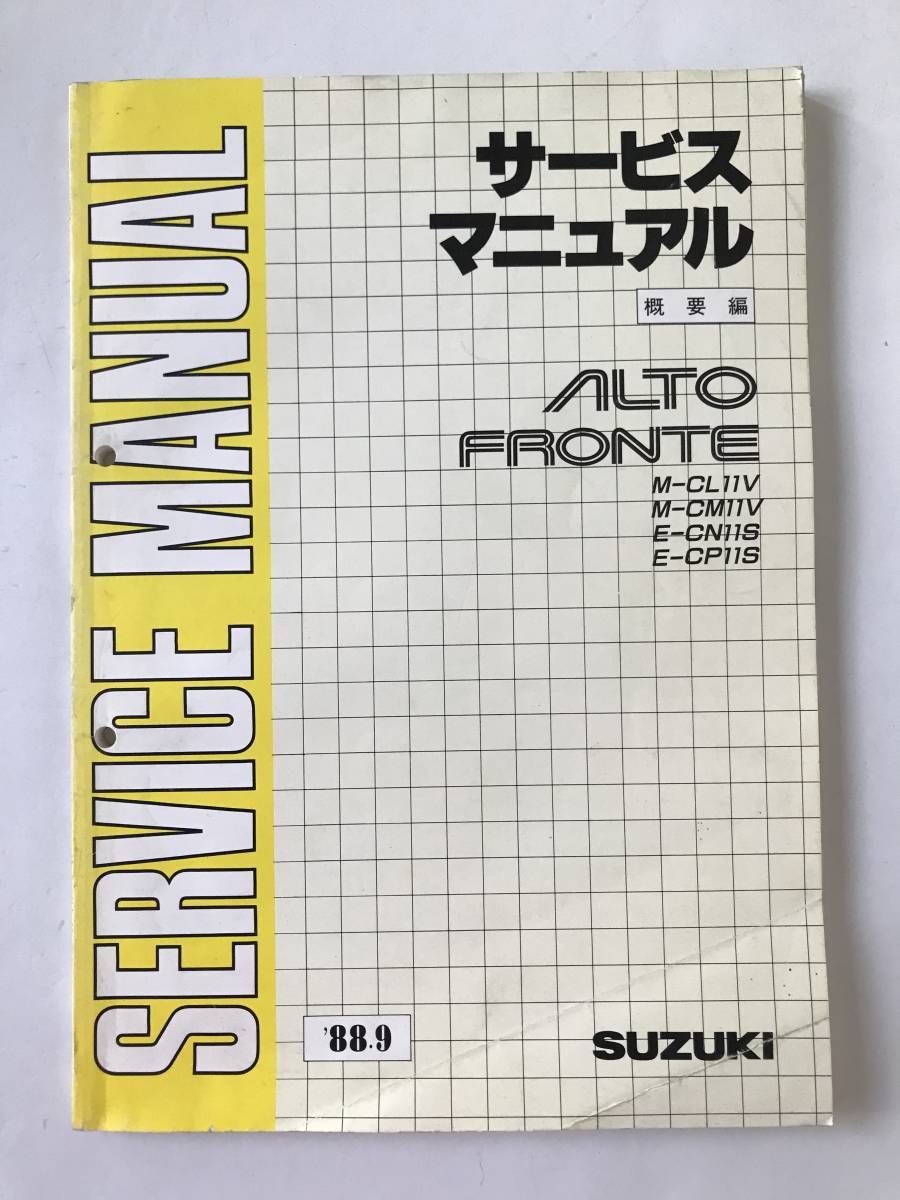 SERVICE MANUAL
サービス
マニュアル
概要編
ALTO
FRONTE
M-CL11V
M-CM11V
E-CN11S
E-CP11S
'88.9
SUZUKI